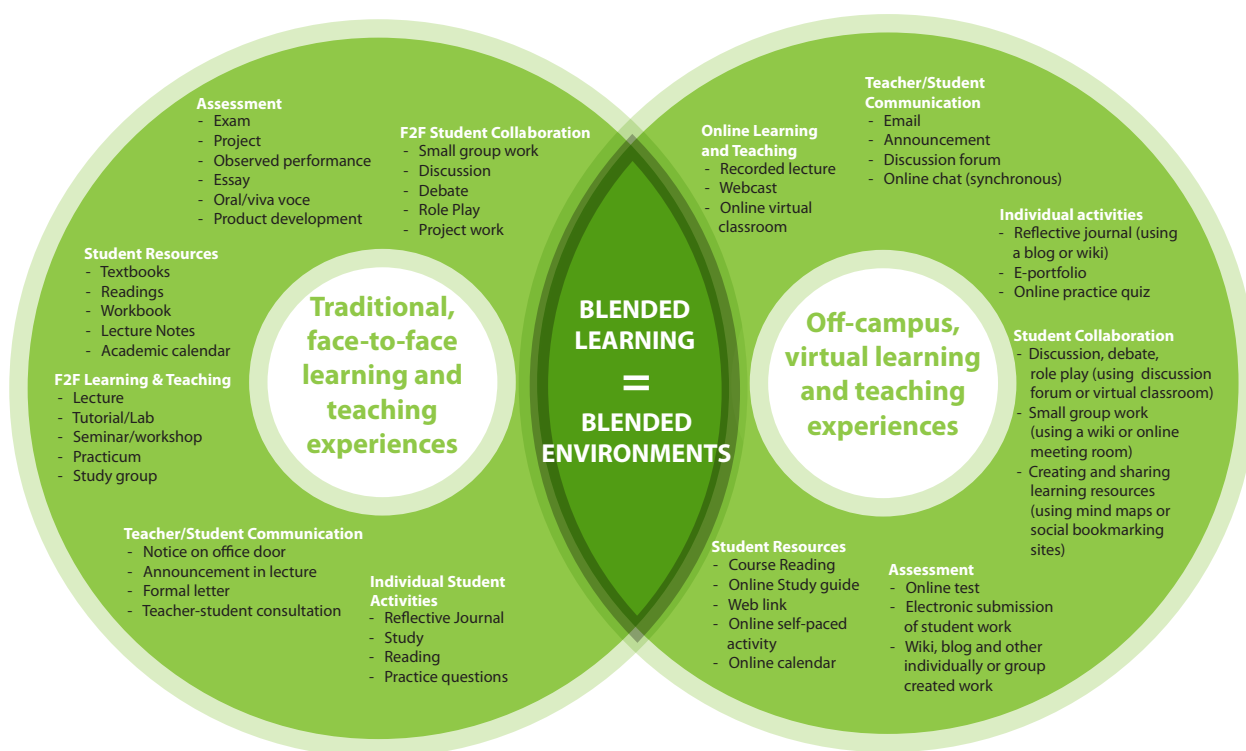 Assessment
- Exam
- Project
- Observed performance
- Essay
- Oral/viva voce
- Product development
F2F Student Collaboration
- Small group work
- Discussion
- Debate
- Role Play
- Project work
Student Resources
- Textbooks
- Readings
- Workbook
- Lecture Notes
- Academic calendar
F2F Learning & Teaching
- Lecture
- Tutorial/Lab
- Seminar/workshop
- Practicum
- Study group
Teacher/Student Communication
- Notice on office door
- Announcement in lecture
- Formal letter
- Teacher-student consultation
Individual Student
Activities
- Reflective Journal
- Study
- Reading
- Practice questions
Traditional,
face-to-face
learning and
teaching
experiences
BLENDED
LEARNING
=
BLENDED
ENVIRONMENTS
Online Learning
and Teaching
- Recorded lecture
- Webcast
- Online virtual
classroom
Teacher/Student
Communication
- Email
- Announcement
- Discussion forum
- Online chat (synchronous)
Individual activities
- Reflective journal (using
a blog or wiki)
- E-portfolio
- Online practice quiz
Off-campus,
virtual learning
and teaching
experiences
Student Collaboration
- Discussion, debate,
role play (using discussion
forum or virtual classroom)
- Small group work
(using a wiki or online
meeting room)
- Creating and sharing
learning resources
(using mind maps or
social bookmarking
sites)
Student Resources
- Course Reading
- Online Study guide
- Web link
- Online self-paced
activity
- Online calendar
Assessment
- Online test
- Electronic submission
of student work
- Wiki, blog and other
individually or group
created work